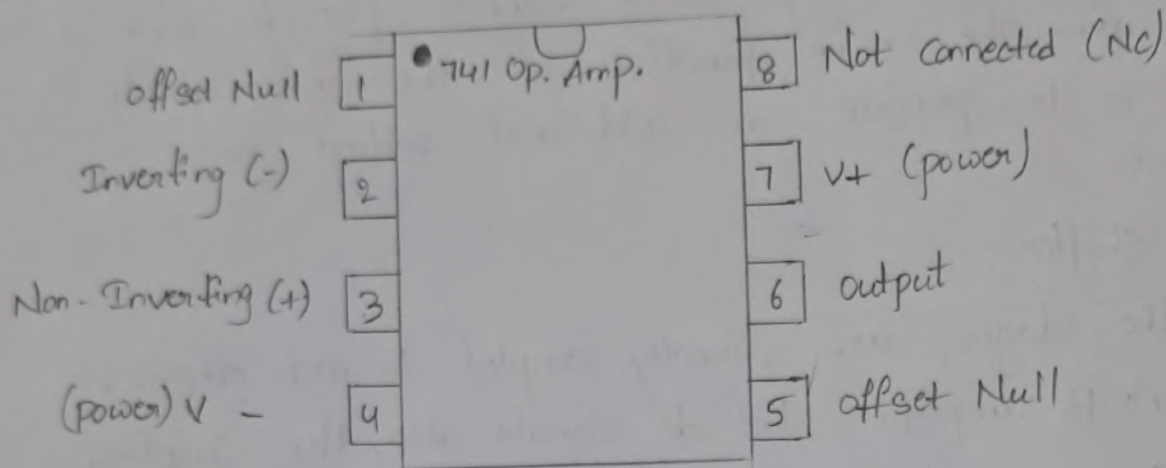 741 Op. Amp.
offset Null 1
Inverting (-) 2
Non-Inverting (+) 3
(power) V - 4
8 Not Connected (NC)
7 V+ (power)
6 output
5 offset Null